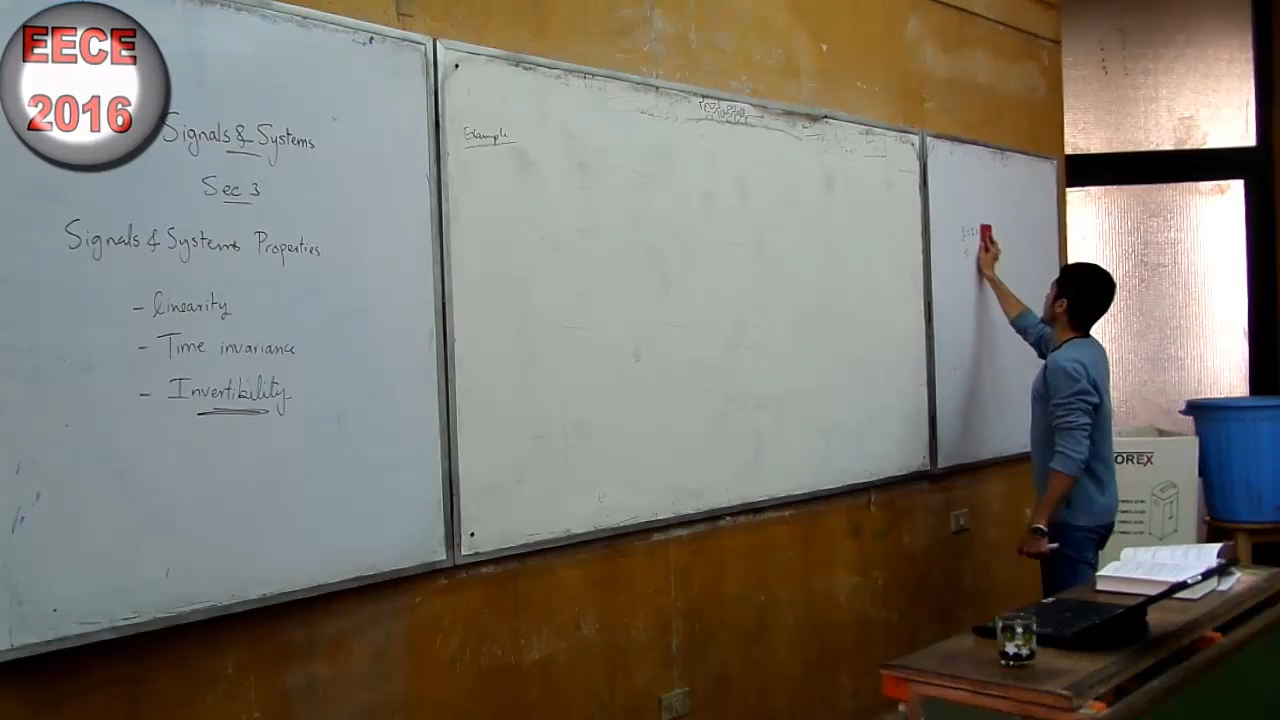 EECE
2016
Signals & Systems
Sec 3
Signals & Systems Properties
- linearity
- Time invariance
- Invertibility
Example
OREX